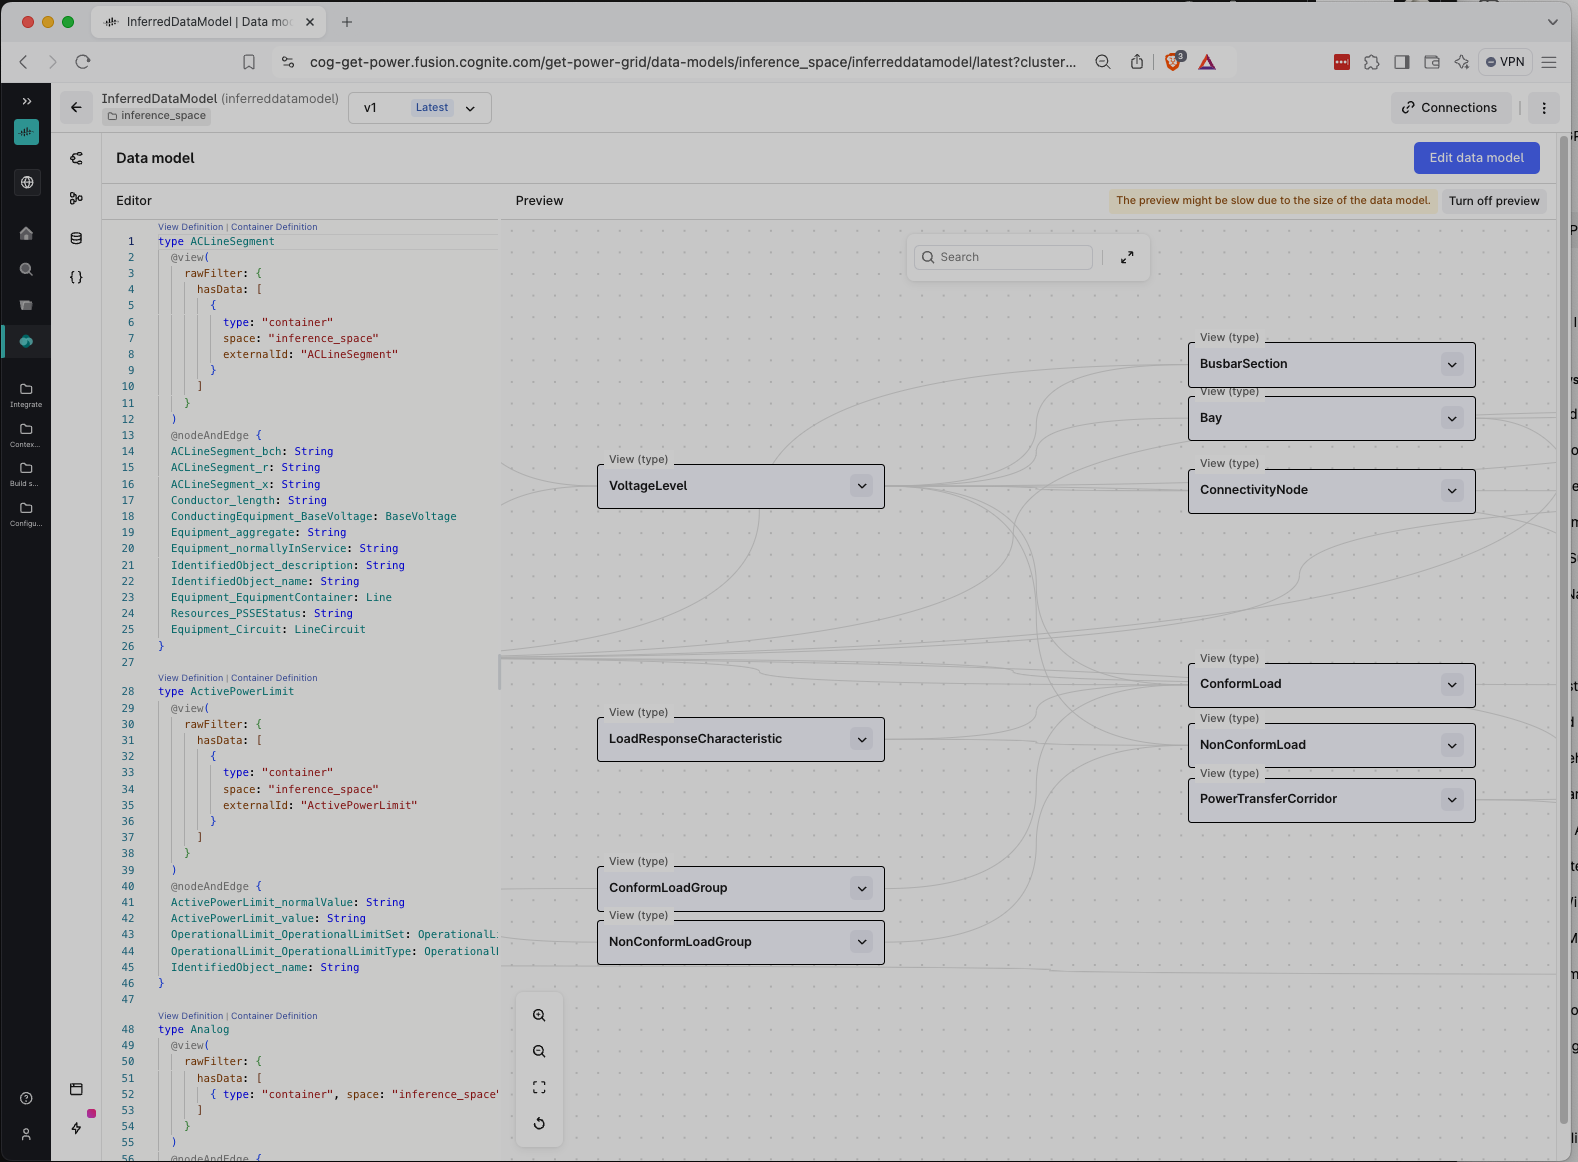 InferredDataModel | Data mo
cog-get-power.fusion.cognite.com/get-power-grid/data-models/inference_space/inferreddatamodel/latest?cluster...
3
VPN
InferredDataModel (inferreddatamodel)
inference_space
v1 Latest
Connections
Data model
Edit data model
Editor
Preview
The preview might be slow due to the size of the data model.
Turn off preview
Integrate
Contex...
Build s...
Configu...
View Definition | Container Definition
1 type ACLineSegment
2 @view(
3 rawFilter: {
4 hasData: [
5 {
6 type: "container"
7 space: "inference_space"
8 externalId: "ACLineSegment"
9 }
10 ]
11 }
12 )
13 @nodeAndEdge {
14 ACLineSegment_bch: String
15 ACLineSegment_r: String
16 ACLineSegment_x: String
17 Conductor_length: String
18 ConductingEquipment_BaseVoltage: BaseVoltage
19 Equipment_aggregate: String
20 Equipment_normallyInService: String
21 IdentifiedObject_description: String
22 IdentifiedObject_name: String
23 Equipment_EquipmentContainer: Line
24 Resources_PSSEStatus: String
25 Equipment_Circuit: LineCircuit
26 }
27
View Definition | Container Definition
28 type ActivePowerLimit
29 @view(
30 rawFilter: {
31 hasData: [
32 {
33 type: "container"
34 space: "inference_space"
35 externalId: "ActivePowerLimit"
36 }
37 ]
38 }
39 )
40 @nodeAndEdge {
41 ActivePowerLimit_normalValue: String
42 ActivePowerLimit_value: String
43 OperationalLimit_OperationalLimitSet: OperationalL
44 OperationalLimit_OperationalLimitType: Operational
45 IdentifiedObject_name: String
46 }
47
View Definition | Container Definition
48 type Analog
49 @view(
50 rawFilter: {
51 hasData: [
52 { type: "container", space: "inference_space"
53 ]
54 }
55 )
56 @nodeAndEdge {
Search
View (type)
BusbarSection
View (type)
Bay
View (type)
VoltageLevel
View (type)
ConnectivityNode
View (type)
ConformLoad
View (type)
LoadResponseCharacteristic
View (type)
NonConformLoad
View (type)
PowerTransferCorridor
View (type)
ConformLoadGroup
View (type)
NonConformLoadGroup